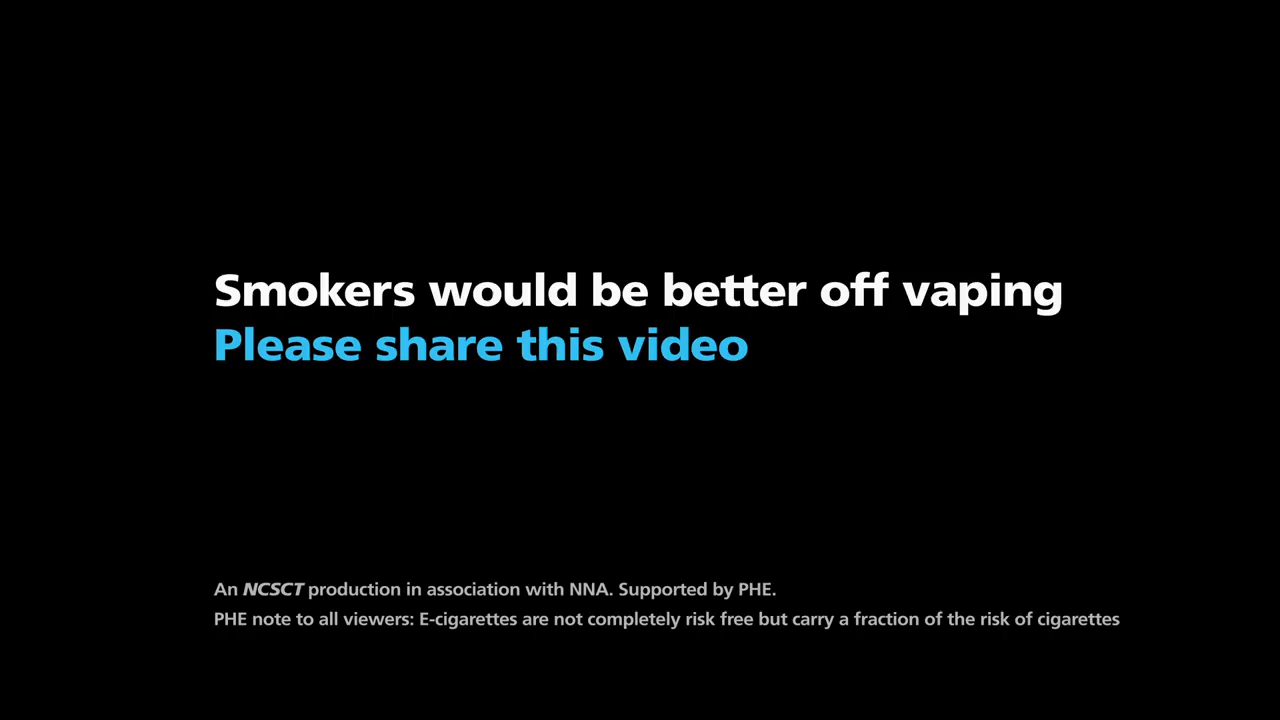 Smokers would be better off vaping
Please share this video
An NCSCT production in association with NNA. Supported by PHE.
PHE note to all viewers: E-cigarettes are not completely risk free but carry a fraction of the risk of cigarettes